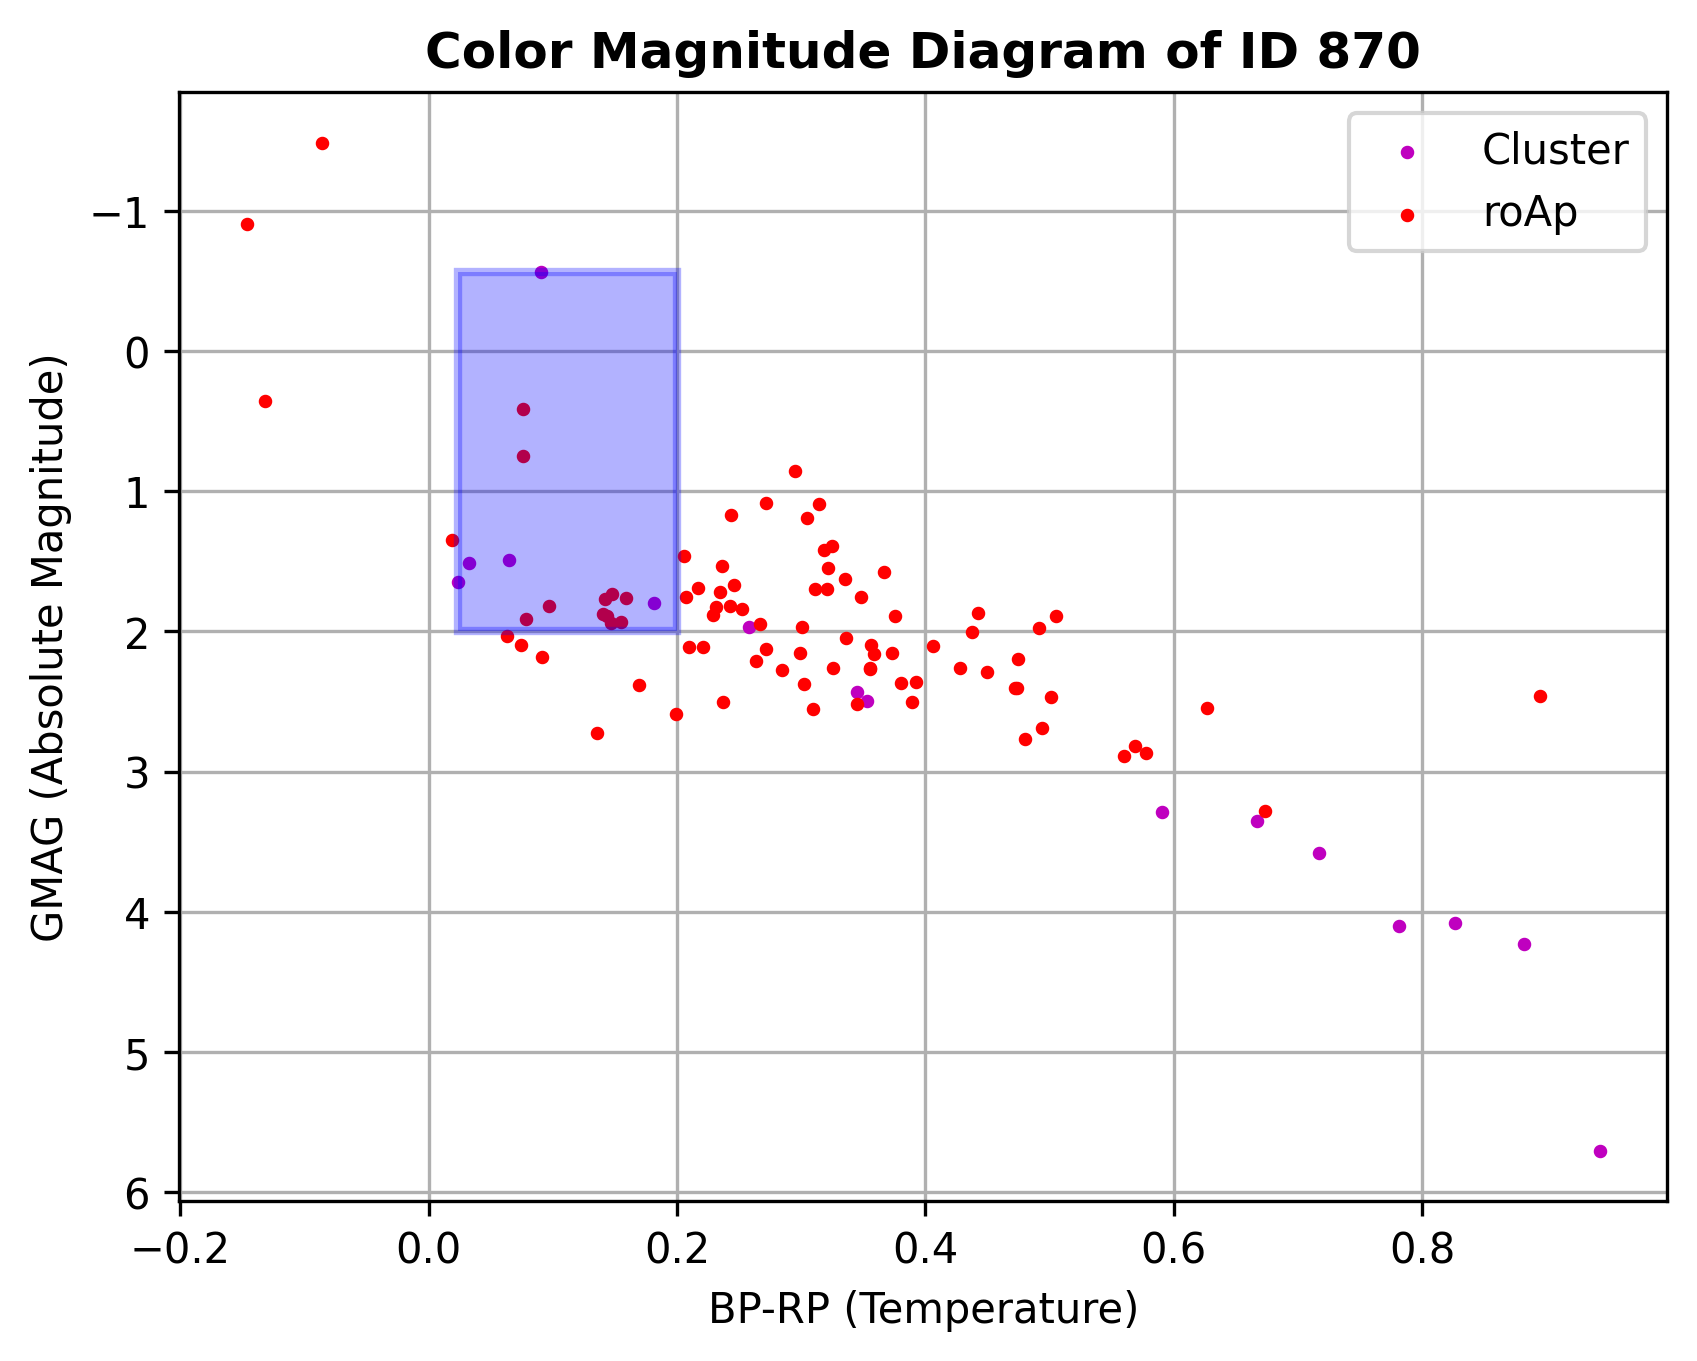 Color Magnitude Diagram of ID 870
Cluster
roAp
GMAG (Absolute Magnitude)
−1
0
1
2
3
4
5
6
−0.2 0.0 0.2 0.4 0.6 0.8
BP-RP (Temperature)